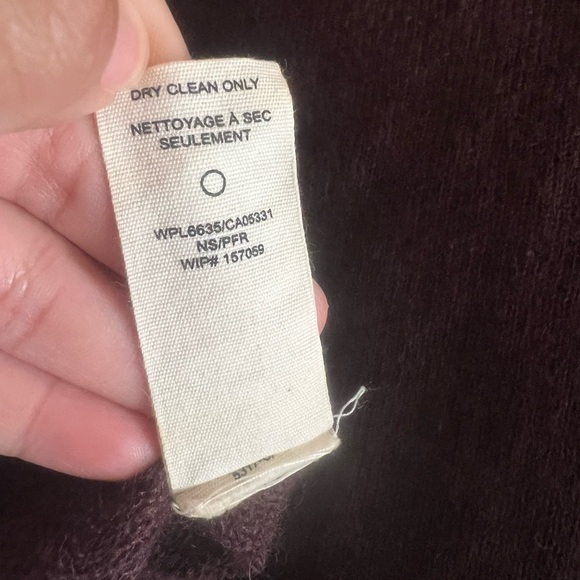 DRY CLEAN ONLY
NETTOYAGE À SEC
SEULEMENT
WPL6635/CA05331
NS/PFR
WIP# 157059